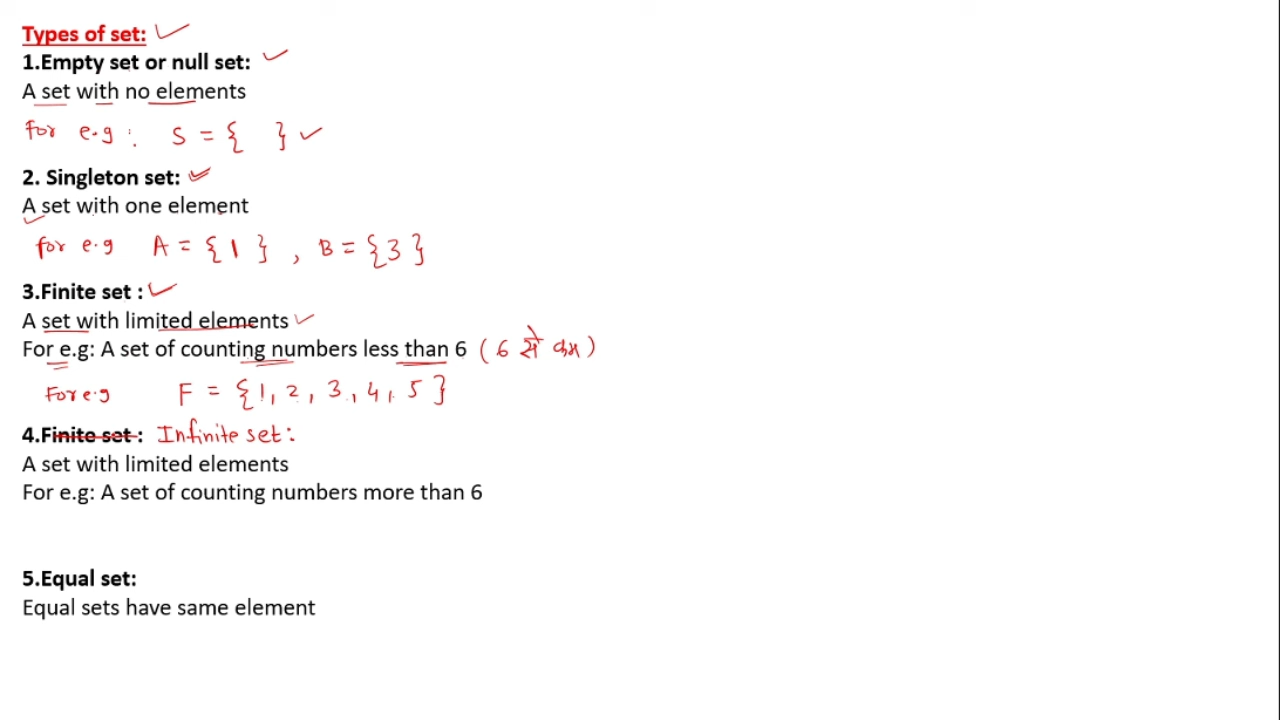 Types of set:
1.Empty set or null set:
A set with no elements
For e.g : S = { }
2. Singleton set:
A set with one element
for e.g A = { 1 } , B = { 3 }
3.Finite set :
A set with limited elements
For e.g: A set of counting numbers less than 6 ( 6 से कम )
For e.g F = { 1, 2, 3, 4, 5 }
4.Finite set : Infinite set :
A set with limited elements
For e.g: A set of counting numbers more than 6
5.Equal set:
Equal sets have same element